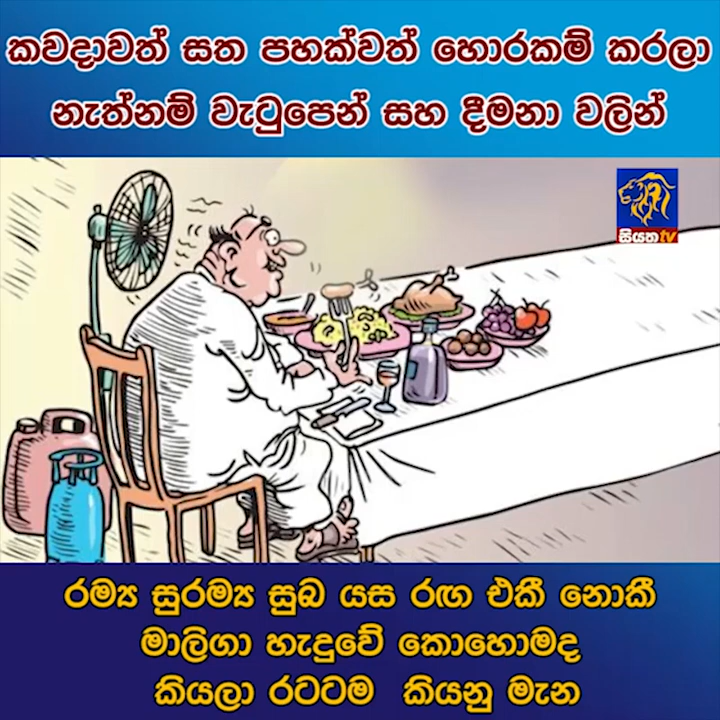 කවදාවත් සත පහක්වත් හොරකම් කරලා
නැත්නම් වැටුපෙන් සහ දීමනා වලින්
සියත tv
රම්‍ය සුරම්‍ය සුබ යස රඟ එකී නොකී
මාලිගා හැදුවේ කොහොමද
කියලා රටටම කියනු මැන